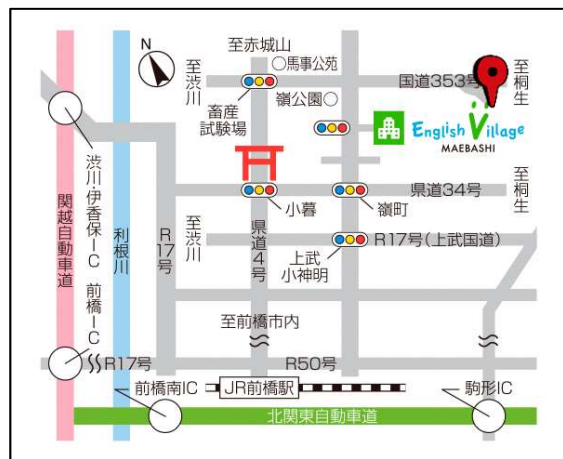 N
至赤城山
○馬事公苑
至渋川
国道353号
至桐生
畜産
試験場
嶺公園○
English Village
MAEBASHI
渋川・伊香保IC
小暮
嶺町
県道34号
至桐生
関越自動車道
利根川
R17号
至渋川
県道4号
上武
小神明
R17号(上武国道)
前橋IC
至前橋市内
R17号
R50号
前橋南IC
JR前橋駅
駒形IC
北関東自動車道